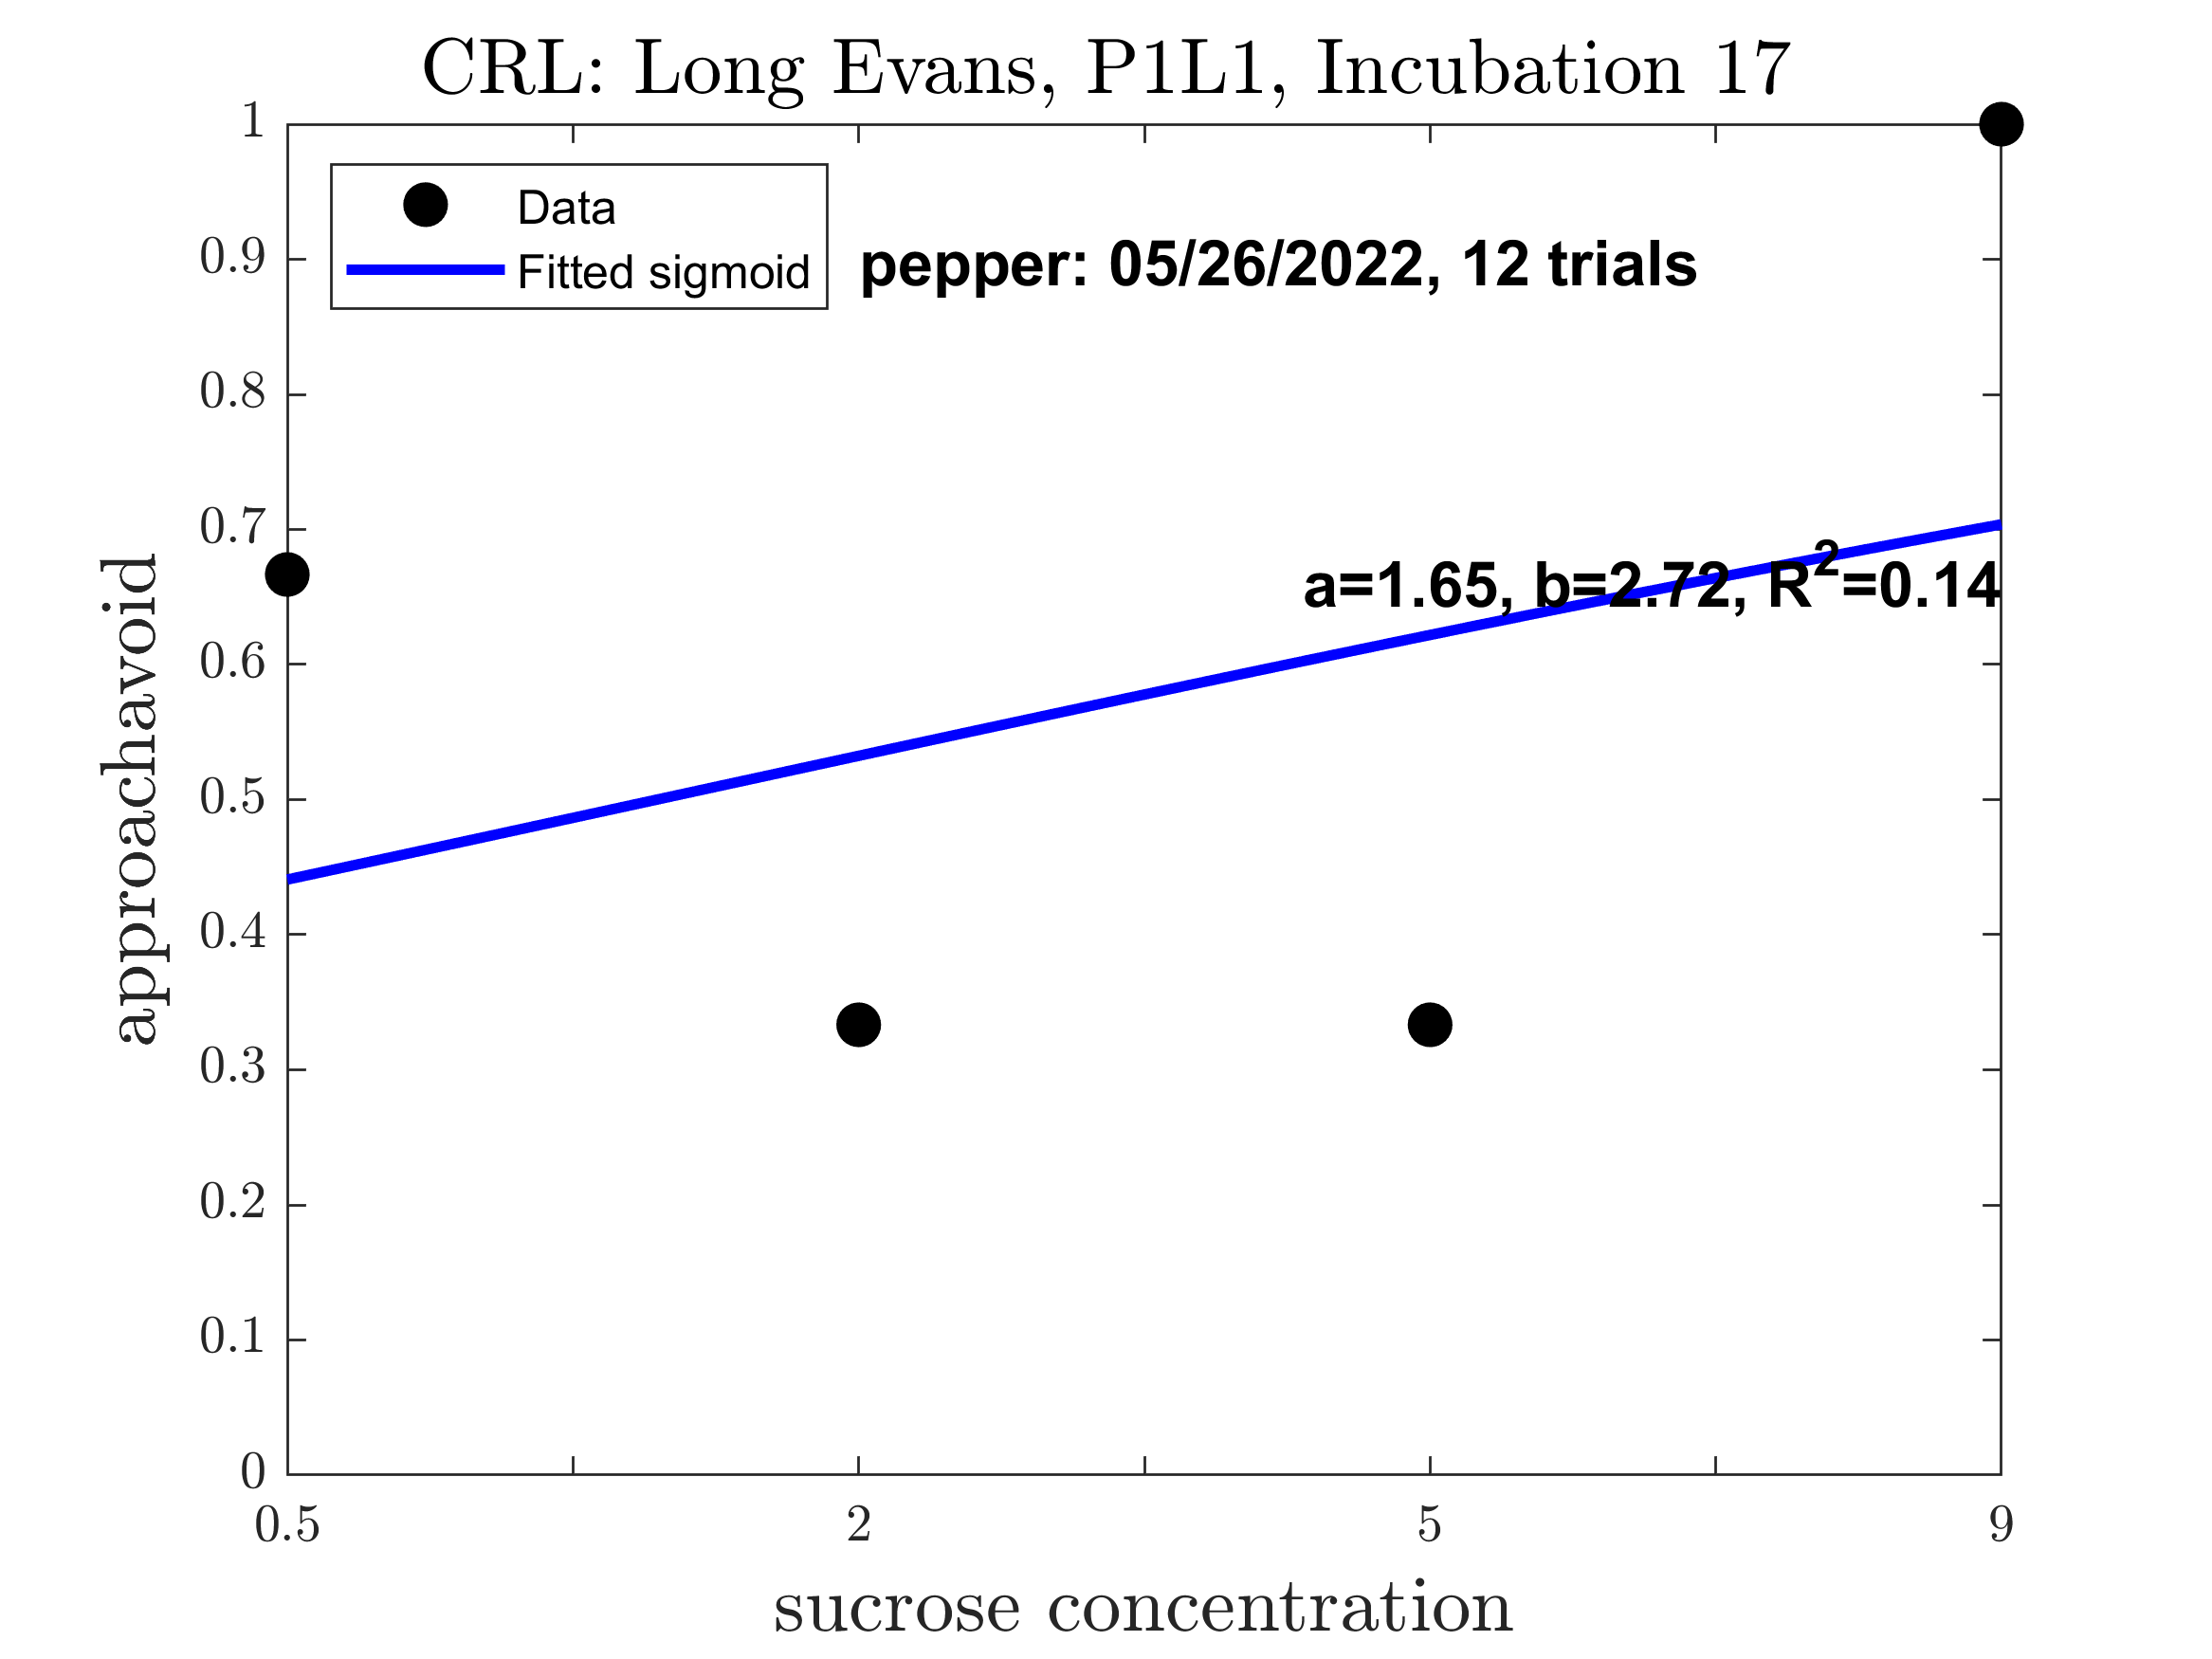 CRL: Long Evans, P1L1, Incubation 17
1
0.9
0.8
0.7
0.6
0.5
0.4
0.3
0.2
0.1
0
approachavoid
Data
Fitted sigmoid
pepper: 05/26/2022, 12 trials
a=1.65, b=2.72, R²=0.14
0.5 2 5 9
sucrose concentration